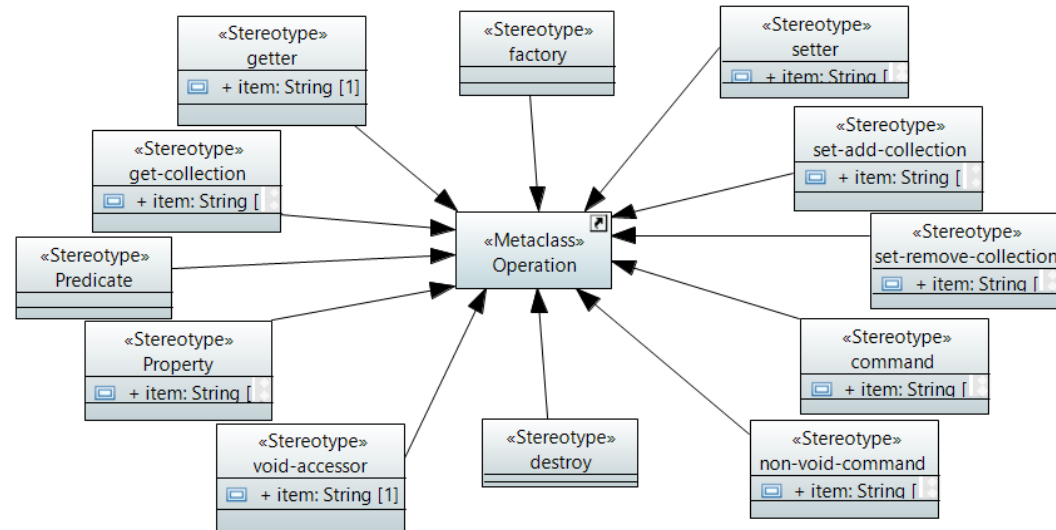 «Stereotype»
getter
+ item: String [1]
«Stereotype»
factory
«Stereotype»
setter
+ item: String [
«Stereotype»
get-collection
+ item: String [
«Stereotype»
set-add-collection
+ item: String [
«Metaclass»
Operation
«Stereotype»
Predicate
«Stereotype»
set-remove-collection
+ item: String [
«Stereotype»
Property
+ item: String [
«Stereotype»
command
+ item: String [
«Stereotype»
void-accessor
+ item: String [1]
«Stereotype»
destroy
«Stereotype»
non-void-command
+ item: String [